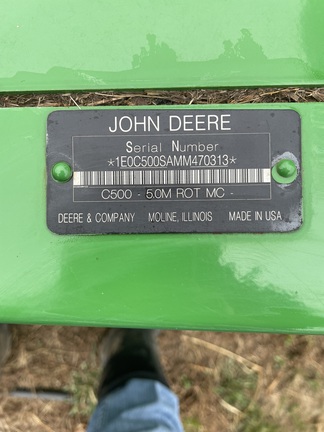 JOHN DEERE
Serial Number
*1E0C500SAMM470313*
C500 - 5.0M ROT MC -
DEERE & COMPANY MOLINE, ILLINOIS MADE IN USA